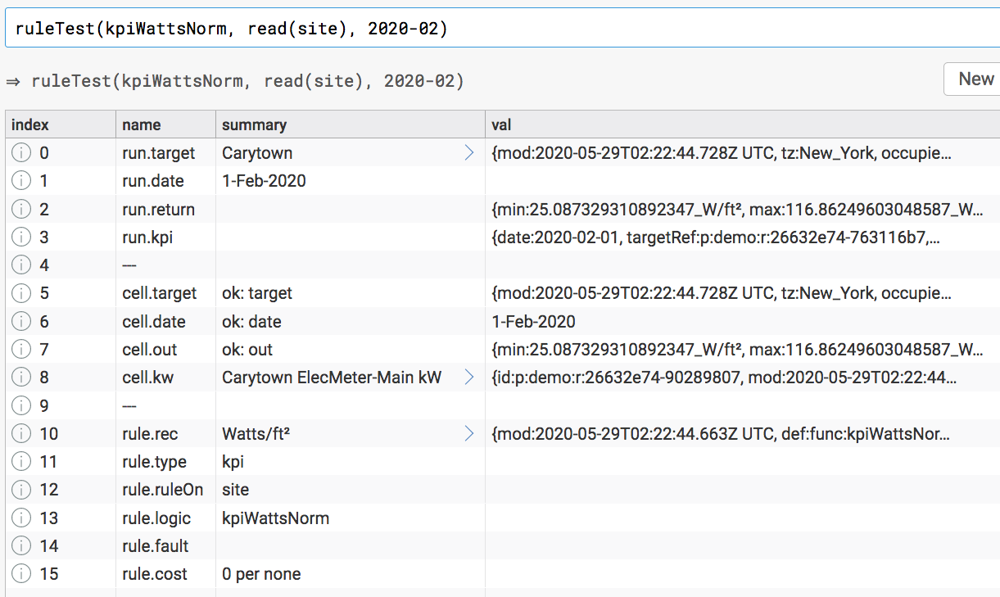 ruleTest(kpiWattsNorm, read(site), 2020-02)
⇒ ruleTest(kpiWattsNorm, read(site), 2020-02) New
index name summary val
0 run.target Carytown {mod:2020-05-29T02:22:44.728Z UTC, tz:New_York, occupie...
1 run.date 1-Feb-2020
2 run.return {min:25.087329310892347_W/ft², max:116.86249603048587_W...
3 run.kpi {date:2020-02-01, targetRef:p:demo:r:26632e74-763116b7,...
4 ---
5 cell.target ok: target {mod:2020-05-29T02:22:44.728Z UTC, tz:New_York, occupie...
6 cell.date ok: date 1-Feb-2020
7 cell.out ok: out {min:25.087329310892347_W/ft², max:116.86249603048587_W...
8 cell.kw Carytown ElecMeter-Main kW {id:p:demo:r:26632e74-90289807, mod:2020-05-29T02:22:44...
9 ---
10 rule.rec Watts/ft² {mod:2020-05-29T02:22:44.663Z UTC, def:func:kpiWattsNor...
11 rule.type kpi
12 rule.ruleOn site
13 rule.logic kpiWattsNorm
14 rule.fault
15 rule.cost 0 per none